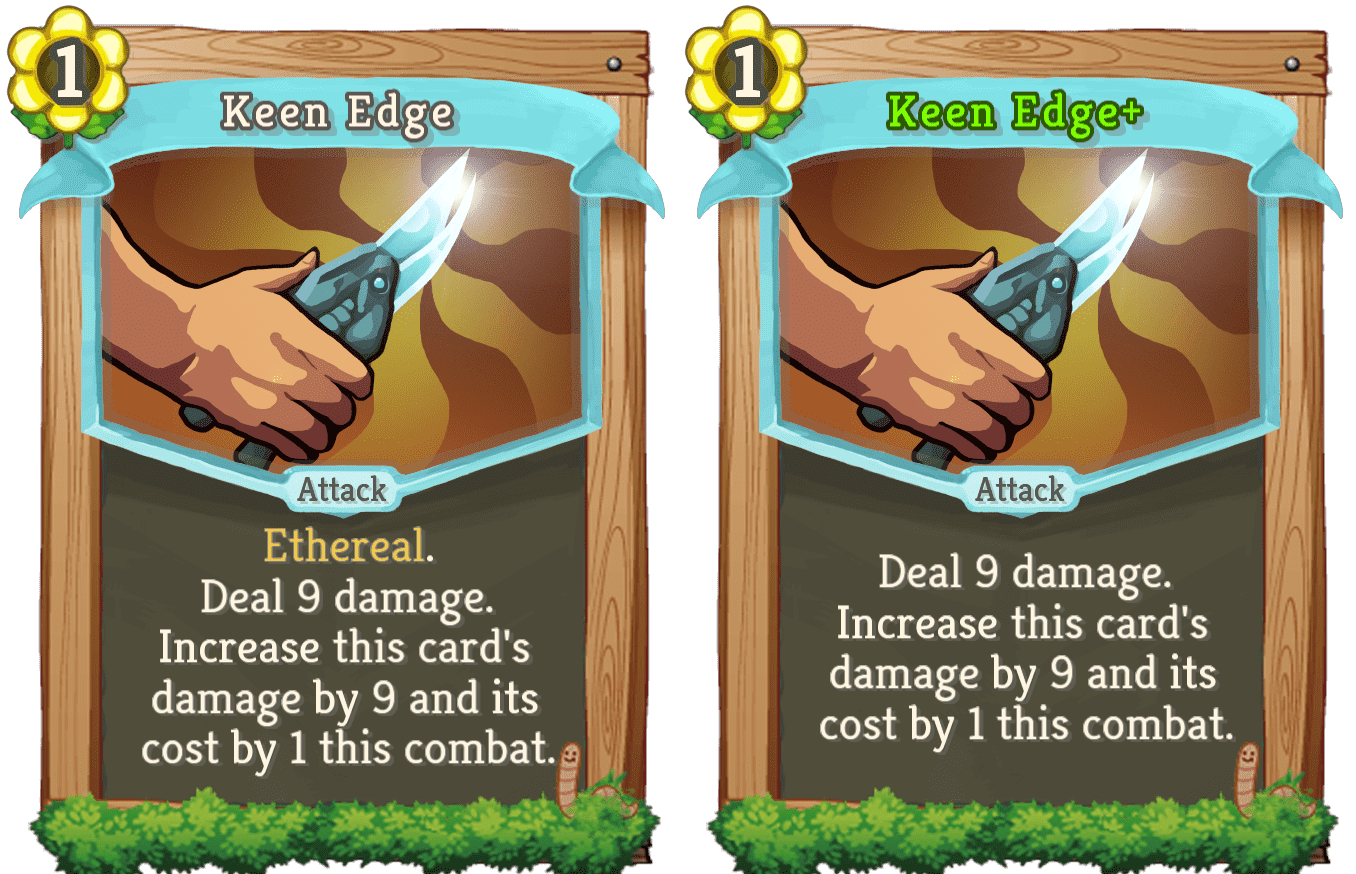 1
Keen Edge
Attack
Ethereal.
Deal 9 damage.
Increase this card's
damage by 9 and its
cost by 1 this combat.
1
Keen Edge+
Attack
Deal 9 damage.
Increase this card's
damage by 9 and its
cost by 1 this combat.